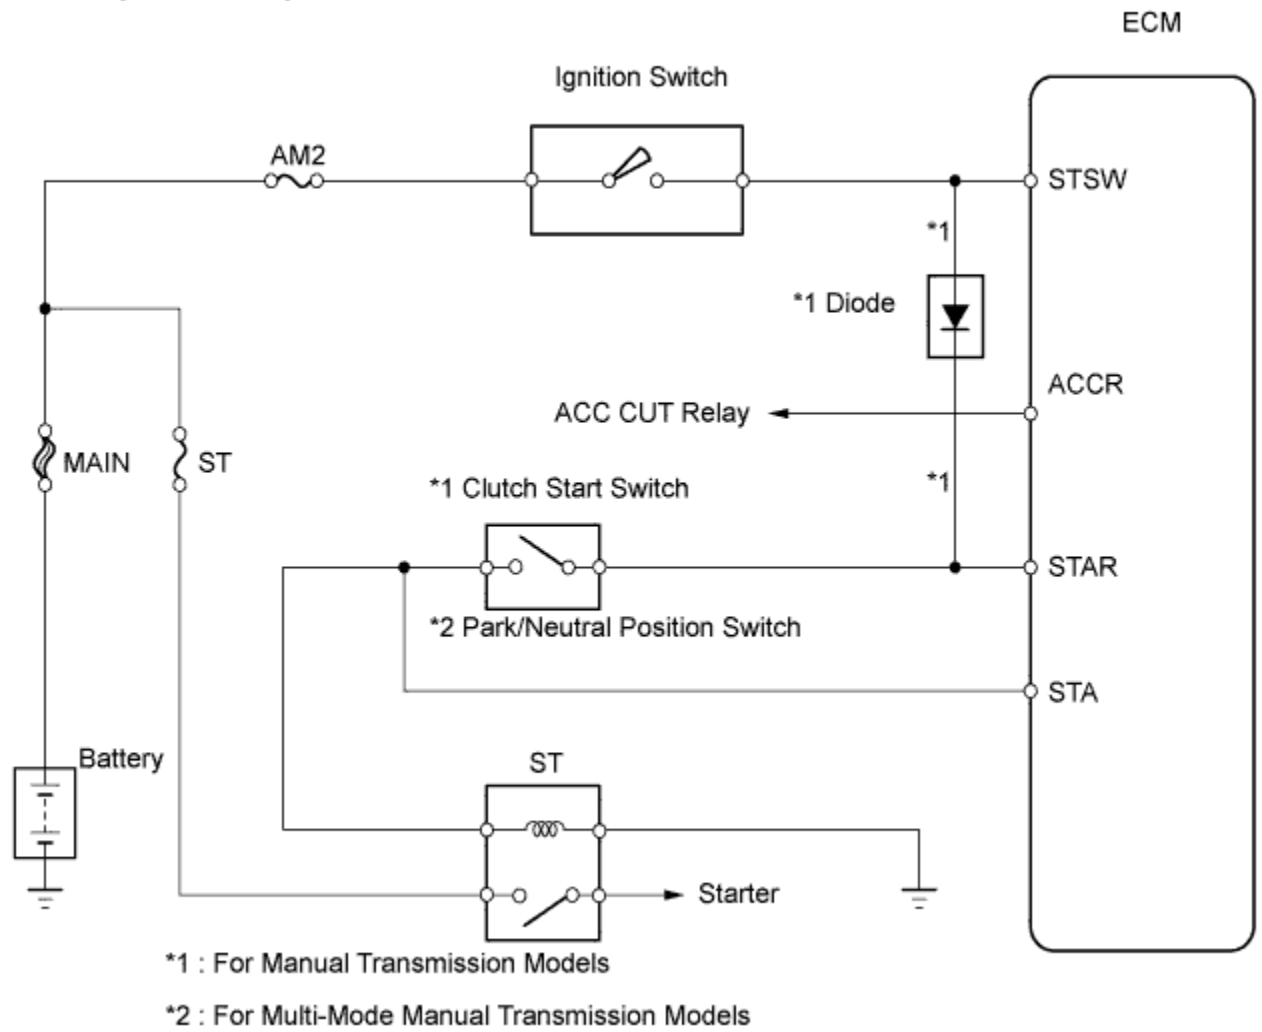 ECM
Ignition Switch
AM2
STSW
*1
*1 Diode
ACCR
ACC CUT Relay
MAIN
ST
*1
*1 Clutch Start Switch
STAR
*2 Park/Neutral Position Switch
STA
Battery
ST
Starter
*1 : For Manual Transmission Models
*2 : For Multi-Mode Manual Transmission Models